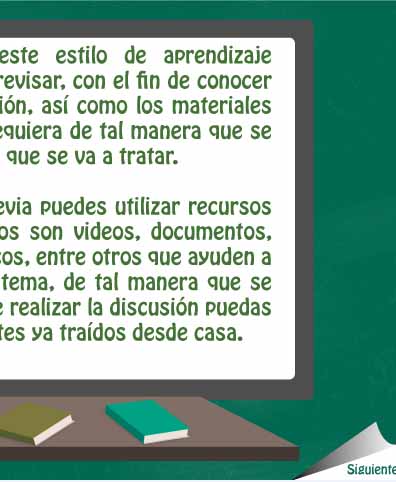 este estilo de aprendizaje
revisar, con el fin de conocer
ión, así como los materiales
equiera de tal manera que se
que se va a tratar.
evia puedes utilizar recursos
os son videos, documentos,
sos, entre otros que ayuden a
tema, de tal manera que se
e realizar la discusión puedas
tes ya traídos desde casa.
Siguiente